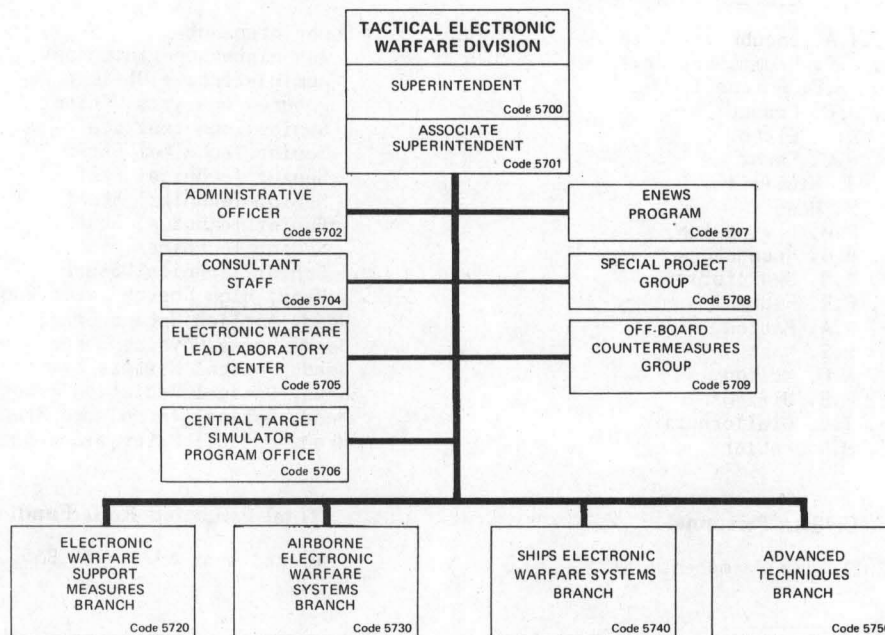 TACTICAL ELECTRONIC
WARFARE DIVISION
SUPERINTENDENT
Code 5700
ASSOCIATE
SUPERINTENDENT
Code 5701
ADMINISTRATIVE
OFFICER
Code 5702
ENEWS
PROGRAM
Code 5707
CONSULTANT
STAFF
Code 5704
SPECIAL PROJECT
GROUP
Code 5708
ELECTRONIC WARFARE
LEAD LABORATORY
CENTER
Code 5705
OFF-BOARD
COUNTERMEASURES
GROUP
Code 5709
CENTRAL TARGET
SIMULATOR
PROGRAM OFFICE
Code 5706
ELECTRONIC
WARFARE
SUPPORT
MEASURES
BRANCH
Code 5720
AIRBORNE
ELECTRONIC
WARFARE
SYSTEMS
BRANCH
Code 5730
SHIPS ELECTRONIC
WARFARE SYSTEMS
BRANCH
Code 5740
ADVANCED
TECHNIQUES
BRANCH
Code 5750